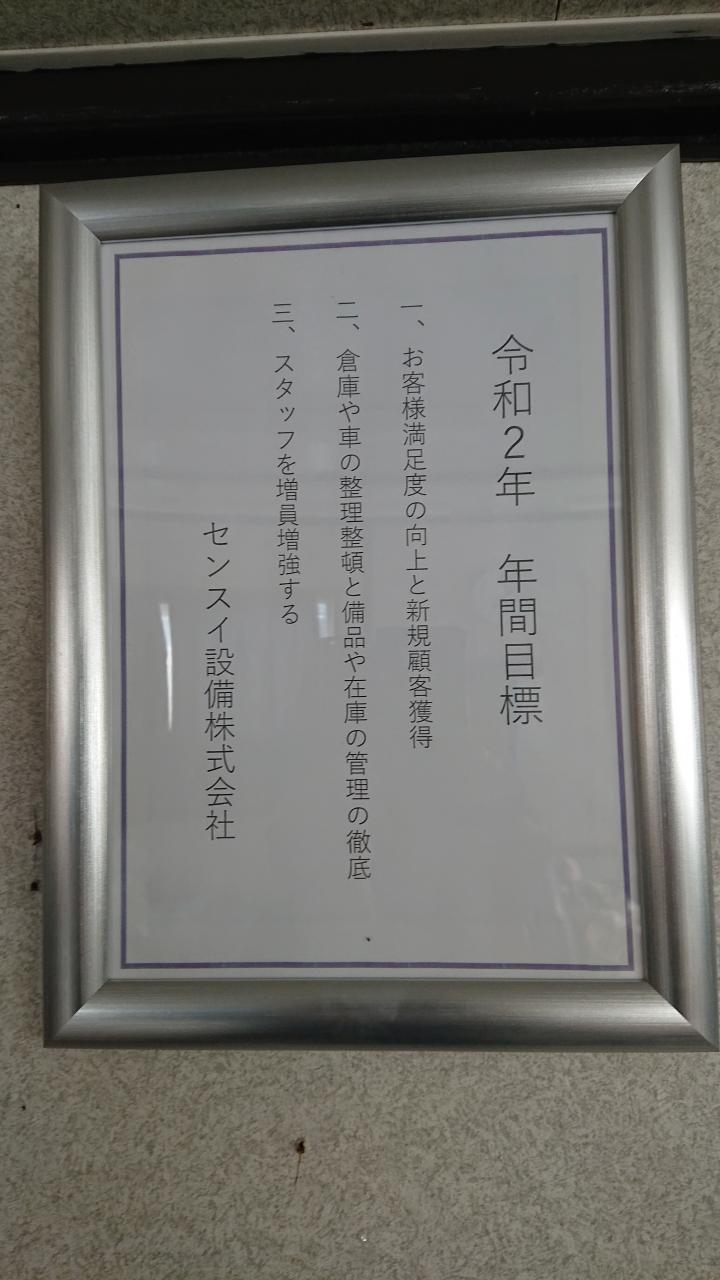 令和２年　年間目標
一、お客様満足度の向上と新規顧客獲得
二、倉庫や車の整理整頓と備品や在庫の管理の徹底
三、スタッフを増員増強する
センスイ設備株式会社